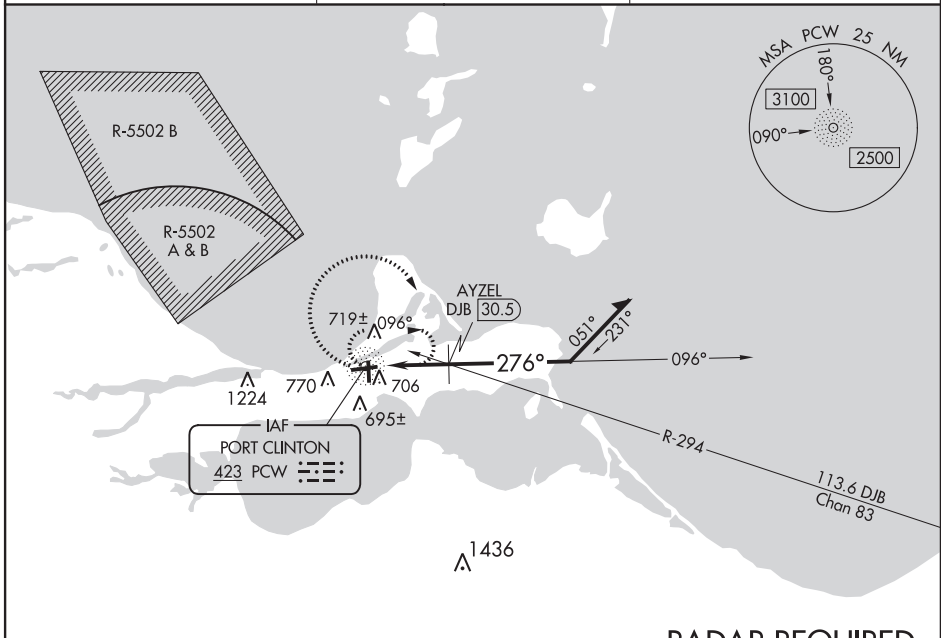 MSA PCW 25 NM
180°
3100
090°
2500
R-5502 B
R-5502
A & B
AYZEL
DJB 30.5
719± 096°
051°
231°
276°
096°
1224
770
706
695±
IAF
PORT CLINTON
423 PCW
R-294
113.6 DJB
Chan 83
1436
RADAR REQUIRED